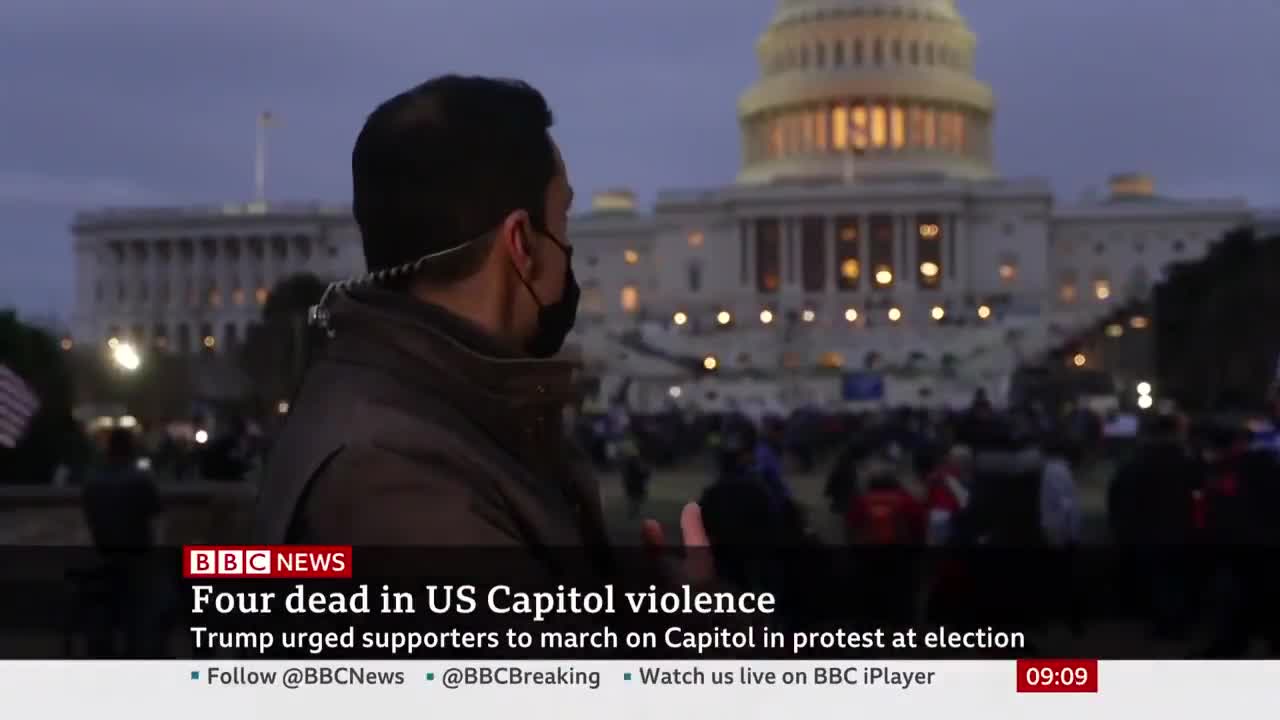 BBC NEWS
Four dead in US Capitol violence
Trump urged supporters to march on Capitol in protest at election
Follow @BBCNews @BBCBreaking Watch us live on BBC iPlayer 09:09